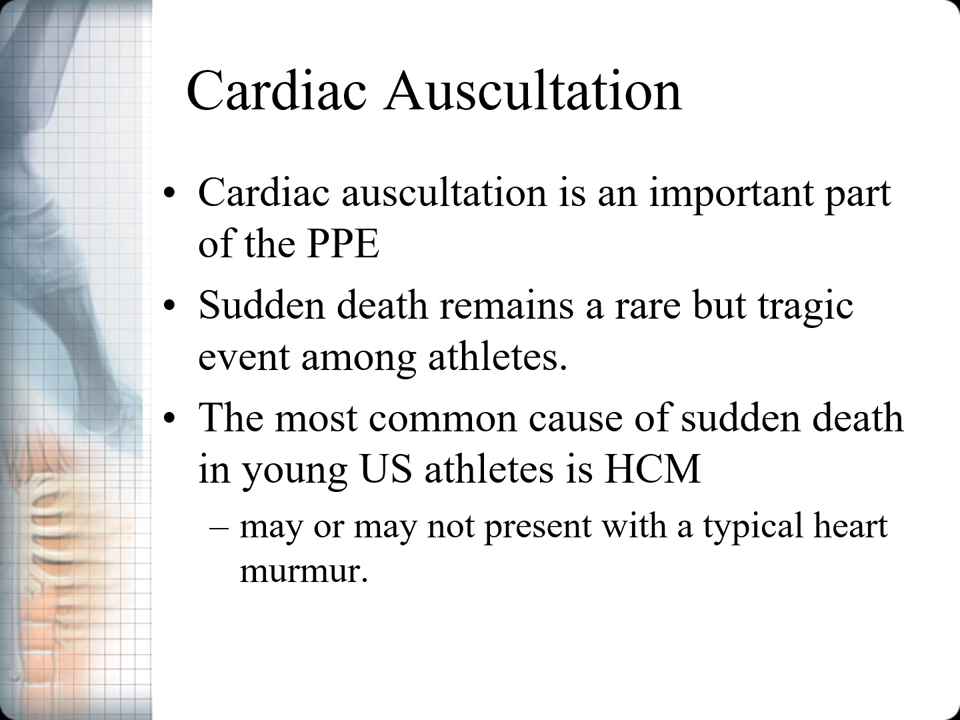 Cardiac Auscultation
• Cardiac auscultation is an important part
of the PPE
• Sudden death remains a rare but tragic
event among athletes.
• The most common cause of sudden death
in young US athletes is HCM
– may or may not present with a typical heart
murmur.